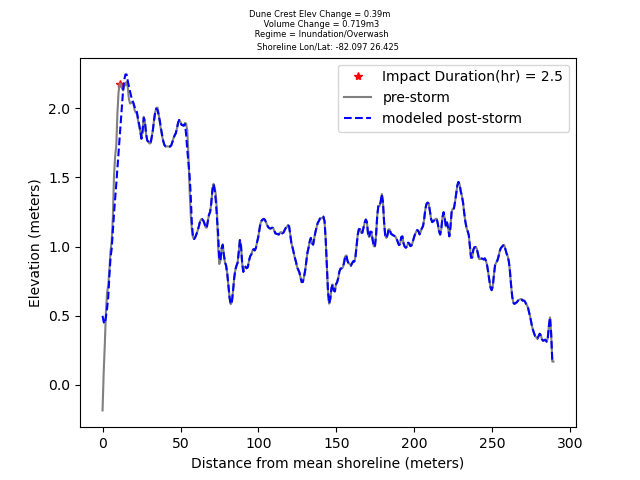 Dune Crest Elev Change = 0.39m
Volume Change = 0.719m3
Regime = Inundation/Overwash
Shoreline Lon/Lat: -82.097 26.425
Impact Duration(hr) = 2.5
pre-storm
modeled post-storm
Elevation (meters)
2.0
1.5
1.0
0.5
0.0
0 50 100 150 200 250 300
Distance from mean shoreline (meters)